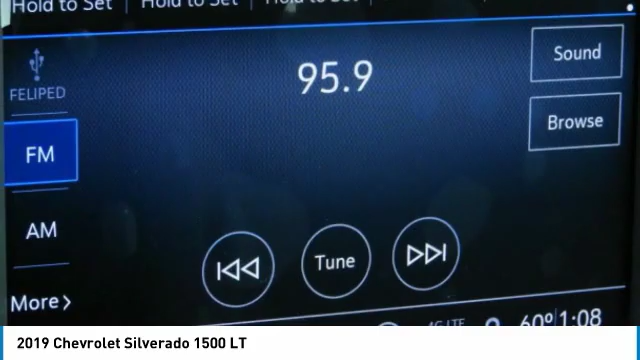 Hold to Set Hold to Set Hold to Set
Sound
95.9
FELIPED
Browse
FM
AM
Tune
More
4G LTE 60° 1:08
2019 Chevrolet Silverado 1500 LT